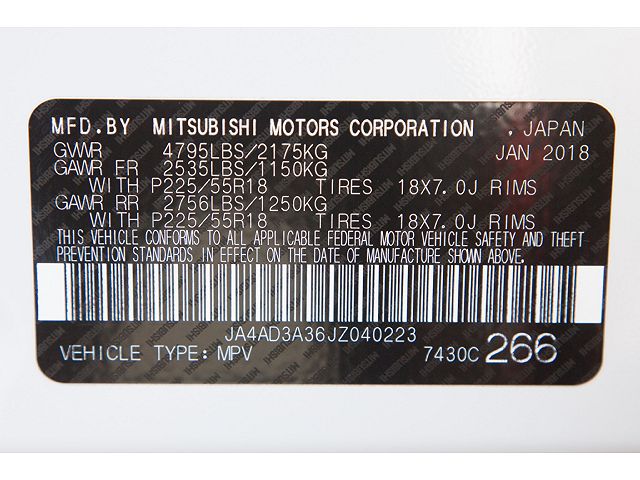 MFD.BY MITSUBISHI MOTORS CORPORATION , JAPAN
GVWR 4795LBS/2175KG JAN 2018
GAWR FR 2535LBS/1150KG
WITH P225/55R18 TIRES 18X7.0J RIMS
GAWR RR 2756LBS/1250KG
WITH P225/55R18 TIRES 18X7.0J RIMS
THIS VEHICLE CONFORMS TO ALL APPLICABLE FEDERAL MOTOR VEHICLE SAFETY AND THEFT
PREVENTION STANDARDS IN EFFECT ON THE DATE OF MANUFACTURE SHOWN ABOVE.
JA4AD3A36JZ040223
VEHICLE TYPE: MPV 7430C 266